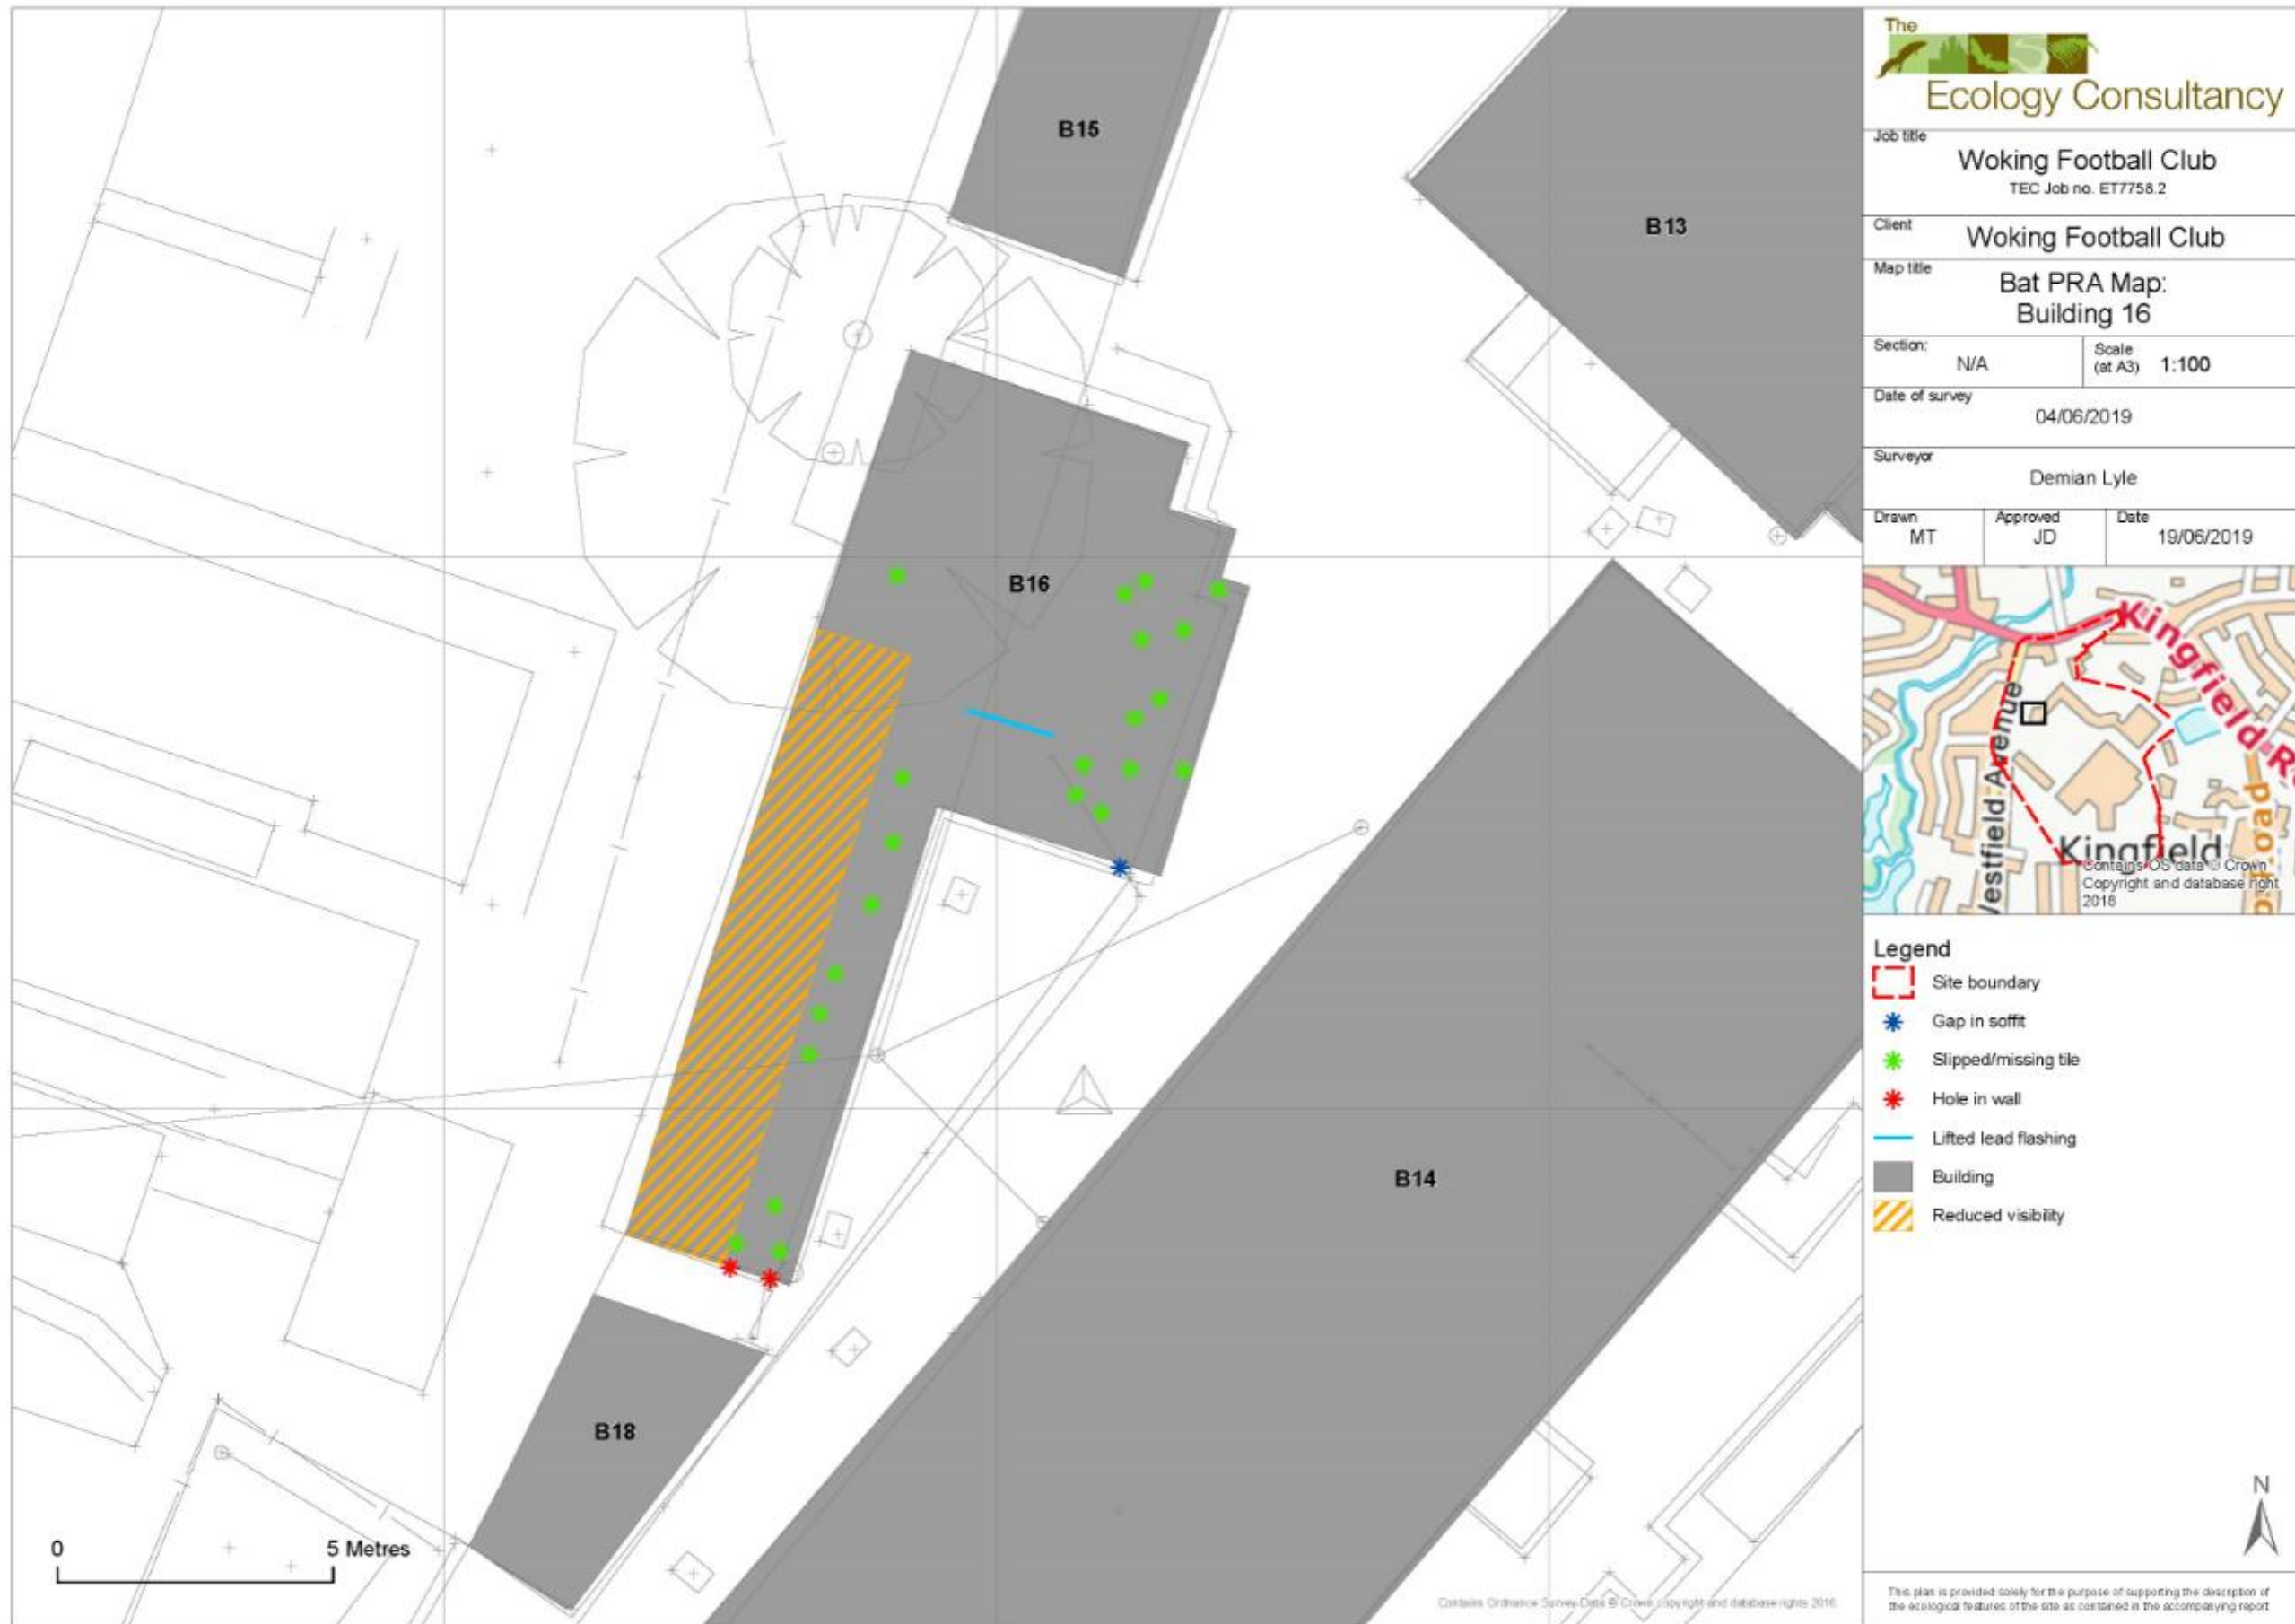 B15
B13
B16
B14
B18
0 5 Metres
Contains Ordnance Survey Data © Crown copyright and database rights 2016
The
Ecology Consultancy
Job title
Woking Football Club
TEC Job no. ET7758.2
Client
Woking Football Club
Map title
Bat PRA Map:
Building 16
Section:
N/A
Scale
(at A3) 1:100
Date of survey
04/06/2019
Surveyor
Demian Lyle
Drawn
MT
Approved
JD
Date
19/06/2019
Kingfield R
Westfield Avenue
Kingfield
Contains OS data © Crown
Copyright and database right
2018
Legend
Site boundary
Gap in soffit
Slipped/missing tile
Hole in wall
Lifted lead flashing
Building
Reduced visibility
N
This plan is provided solely for the purpose of supporting the description of
the ecological features of the site as contained in the accompanying report